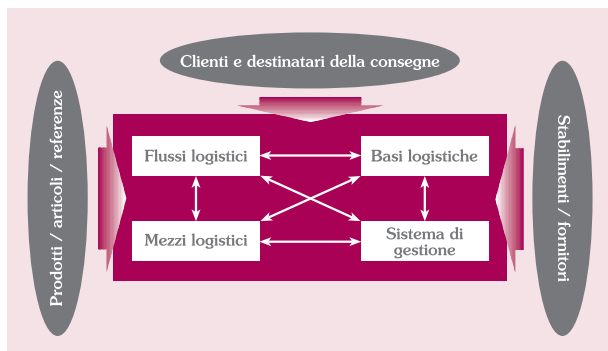 Clienti e destinatari della consegne
Prodotti / articoli / referenze
Flussi logistici
Basi logistiche
Mezzi logistici
Sistema di
gestione
Stabilimenti / fornitori